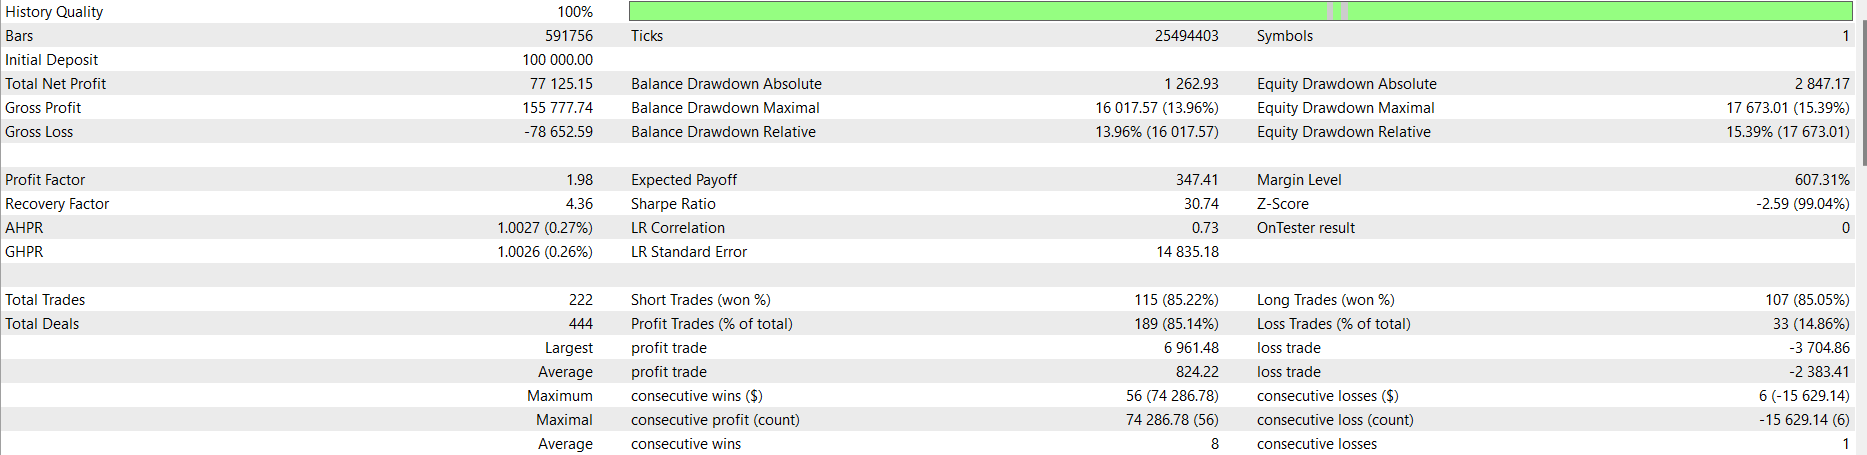 History Quality 100%
Bars 591756 Ticks 25494403 Symbols 1
Initial Deposit 100 000.00
Total Net Profit 77 125.15 Balance Drawdown Absolute 1 262.93 Equity Drawdown Absolute 2 847.17
Gross Profit 155 777.74 Balance Drawdown Maximal 16 017.57 (13.96%) Equity Drawdown Maximal 17 673.01 (15.39%)
Gross Loss -78 652.59 Balance Drawdown Relative 13.96% (16 017.57) Equity Drawdown Relative 15.39% (17 673.01)
Profit Factor 1.98 Expected Payoff 347.41 Margin Level 607.31%
Recovery Factor 4.36 Sharpe Ratio 30.74 Z-Score -2.59 (99.04%)
AHPR 1.0027 (0.27%) LR Correlation 0.73 OnTester result 0
GHPR 1.0026 (0.26%) LR Standard Error 14 835.18
Total Trades 222 Short Trades (won %) 115 (85.22%) Long Trades (won %) 107 (85.05%)
Total Deals 444 Profit Trades (% of total) 189 (85.14%) Loss Trades (% of total) 33 (14.86%)
Largest profit trade 6 961.48 loss trade -3 704.86
Average profit trade 824.22 loss trade -2 383.41
Maximum consecutive wins ($) 56 (74 286.78) consecutive losses ($) 6 (-15 629.14)
Maximal consecutive profit (count) 74 286.78 (56) consecutive loss (count) -15 629.14 (6)
Average consecutive wins 8 consecutive losses 1